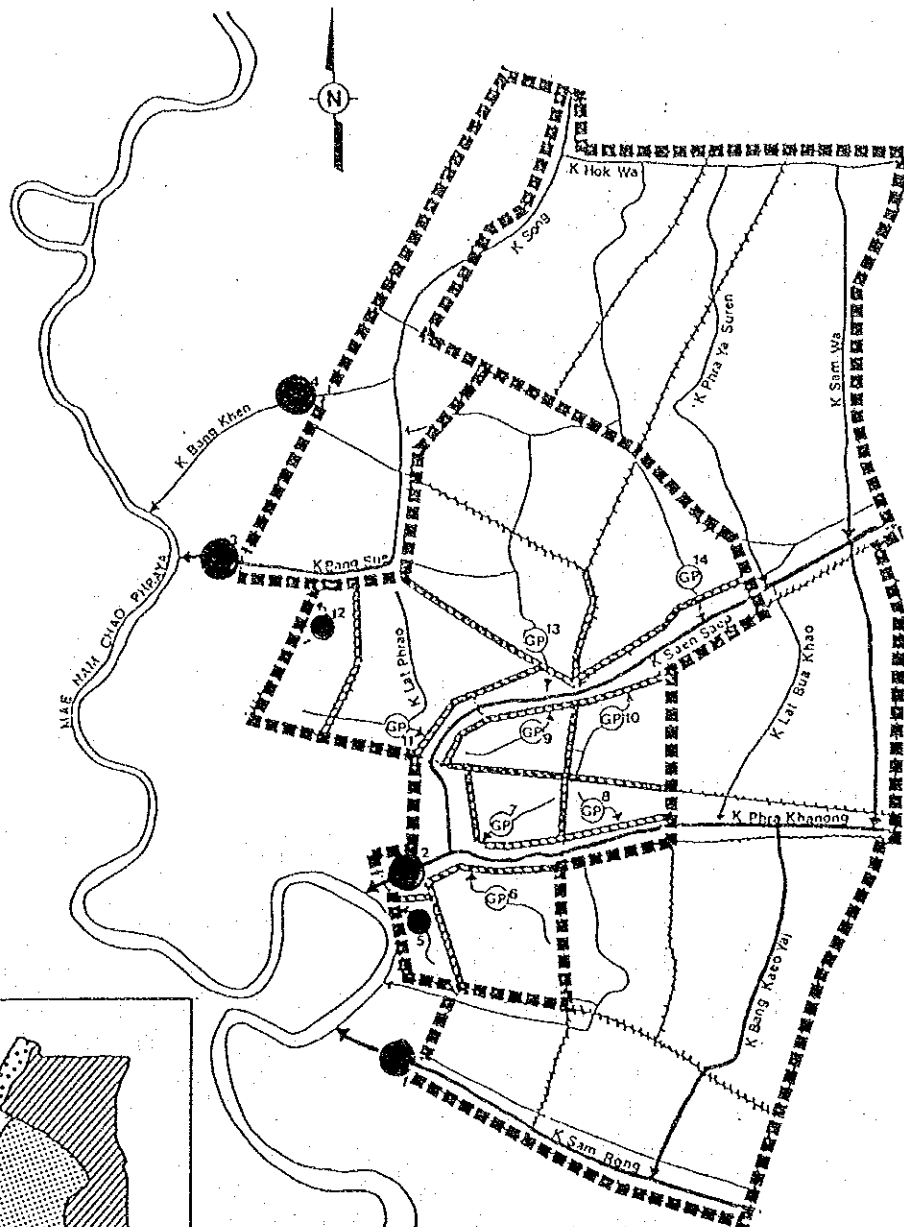 N
K Hok Wa
K Song
K Phra Ya Suren
K Sam Wa
4
K Bang Khen
3
MAE NAM CHAO PHRAYA
K Bang Sue
12
14
GP
13
GP
K Saen Saep
K Lat Phrao
K Lat Bua Khao
GP
11
GP
9
GP
10
7
GP
8
GP
K Phra Khanong
2
GP
6
5
K Bang Kaeo Yai
K Sam Rong